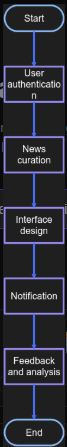 Start
User
authenticatio
n
News
curation
Interface
design
Notification
Feedback
and analysis
End